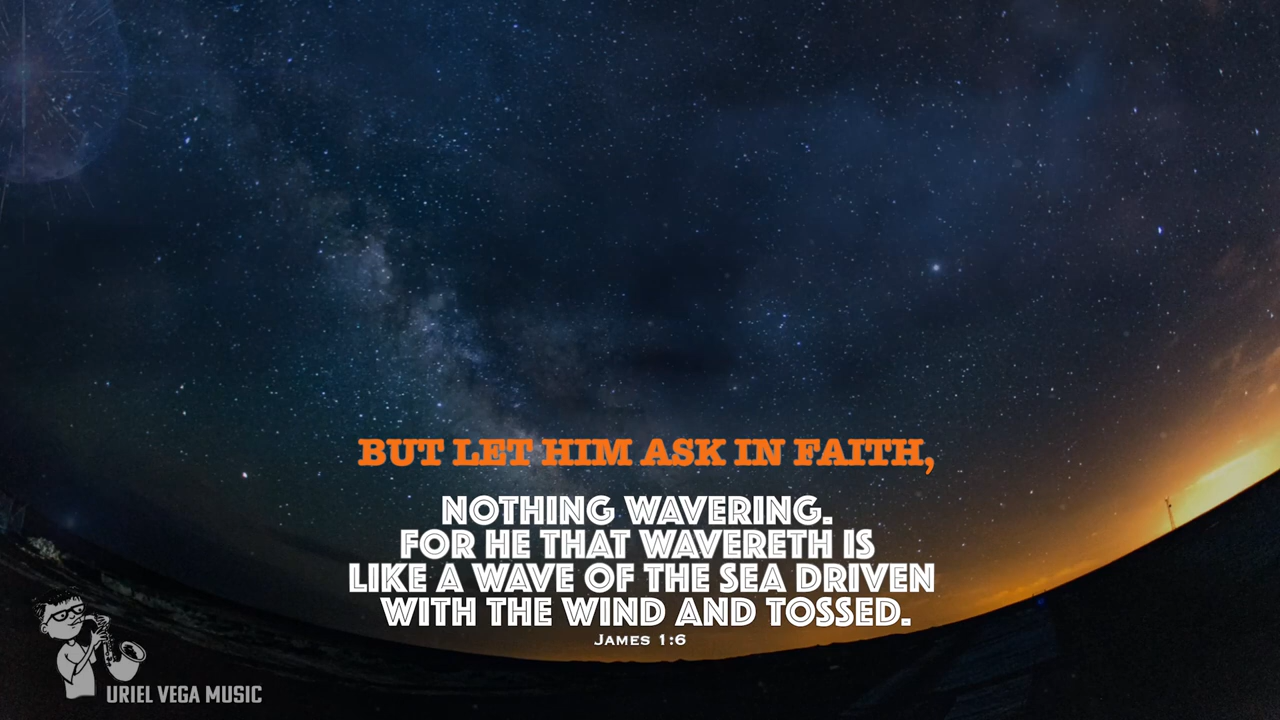 BUT LET HIM ASK IN FAITH,
NOTHING WAVERING.
FOR HE THAT WAVERETH IS
LIKE A WAVE OF THE SEA DRIVEN
WITH THE WIND AND TOSSED.
JAMES 1:6
URIEL VEGA MUSIC